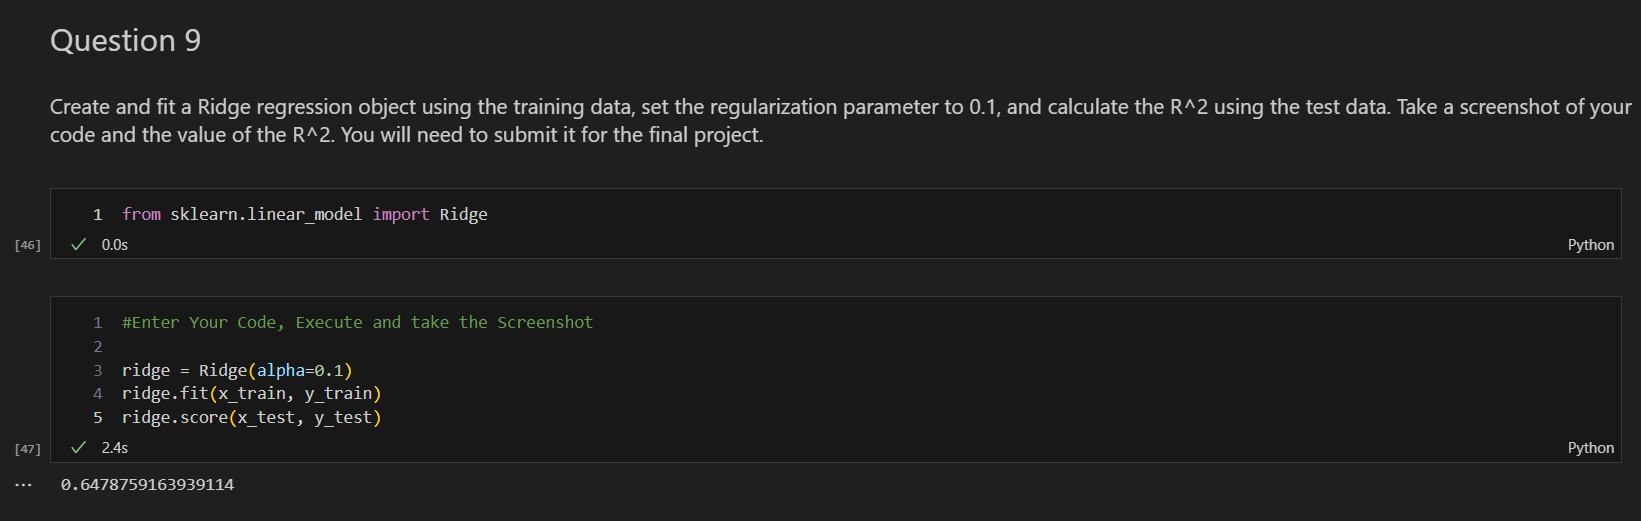 Question 9
Create and fit a Ridge regression object using the training data, set the regularization parameter to 0.1, and calculate the R^2 using the test data. Take a screenshot of your
code and the value of the R^2. You will need to submit it for the final project.
1 from sklearn.linear_model import Ridge
[46] ✓ 0.0s Python
1 #Enter Your Code, Execute and take the Screenshot
2
3 ridge = Ridge(alpha=0.1)
4 ridge.fit(x_train, y_train)
5 ridge.score(x_test, y_test)
[47] ✓ 2.4s Python
... 0.6478759163939114